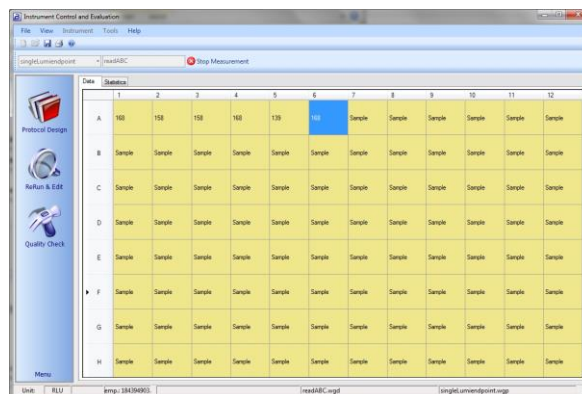 Instrument Control and Evaluation
File View Instrument Tools Help
singleLumiendpoint readABC Stop Measurement
Data Statistics
1 2 3 4 5 6 7 8 9 10 11 12
A 168 158 158 168 139 168 Sample Sample Sample Sample Sample Sample
B Sample Sample Sample Sample Sample Sample Sample Sample Sample Sample Sample Sample
C Sample Sample Sample Sample Sample Sample Sample Sample Sample Sample Sample Sample
D Sample Sample Sample Sample Sample Sample Sample Sample Sample Sample Sample Sample
E Sample Sample Sample Sample Sample Sample Sample Sample Sample Sample Sample Sample
F Sample Sample Sample Sample Sample Sample Sample Sample Sample Sample Sample Sample
G Sample Sample Sample Sample Sample Sample Sample Sample Sample Sample Sample Sample
H Sample Sample Sample Sample Sample Sample Sample Sample Sample Sample Sample Sample
Protocol Design
ReRun & Edit
Quality Check
Menu
Unit: RLU emp.: 184394903. readABC.wgd singleLumiendpoint.wgp